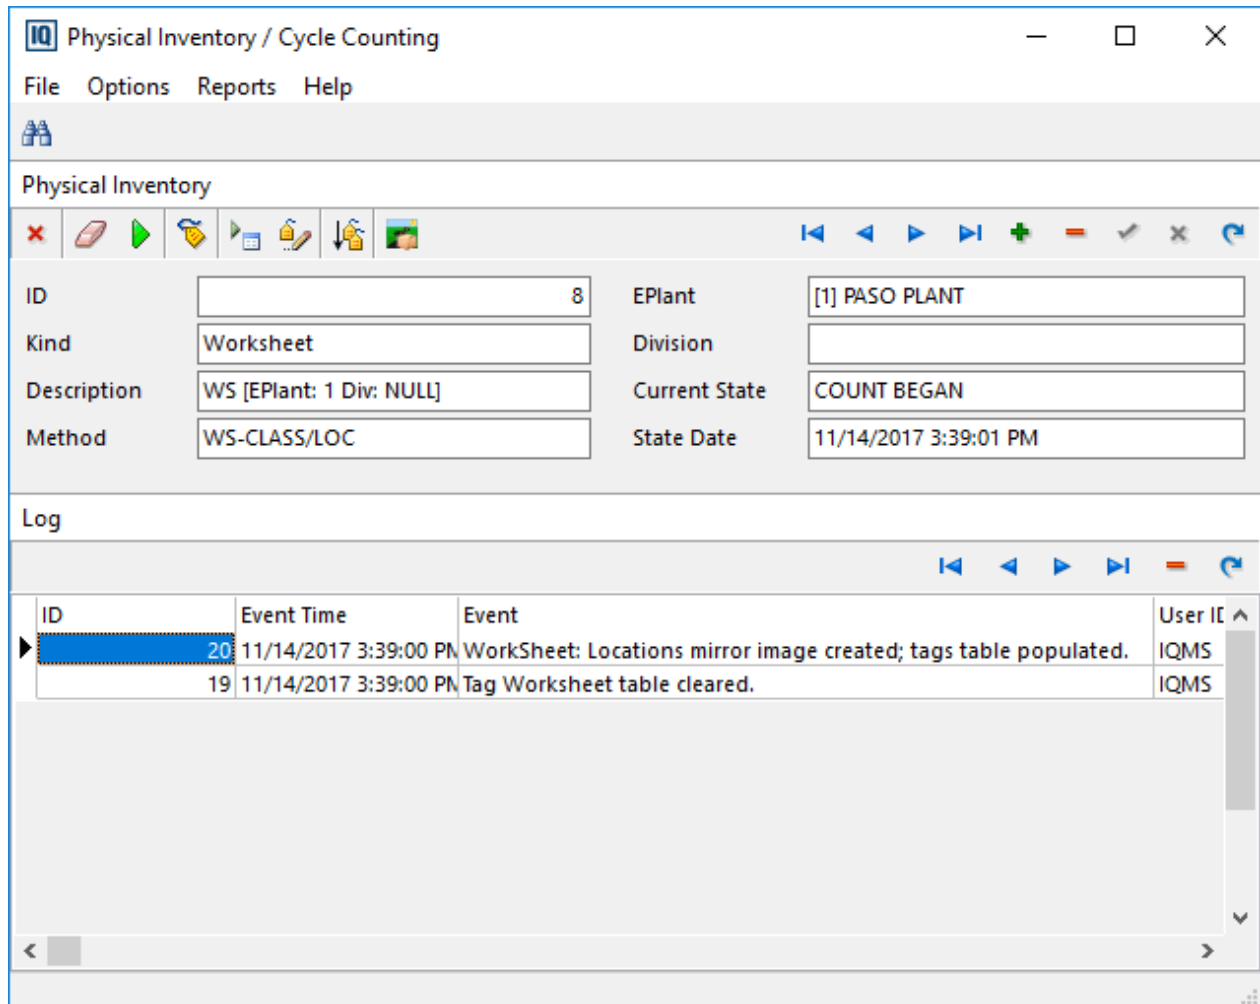 IQ Physical Inventory / Cycle Counting
File Options Reports Help
Physical Inventory
ID 8 EPlant [1] PASO PLANT
Kind Worksheet Division
Description WS [EPlant: 1 Div: NULL] Current State COUNT BEGAN
Method WS-CLASS/LOC State Date 11/14/2017 3:39:01 PM
Log
ID Event Time Event User ID
20 11/14/2017 3:39:00 PM WorkSheet: Locations mirror image created; tags table populated. IQMS
19 11/14/2017 3:39:00 PM Tag Worksheet table cleared. IQMS